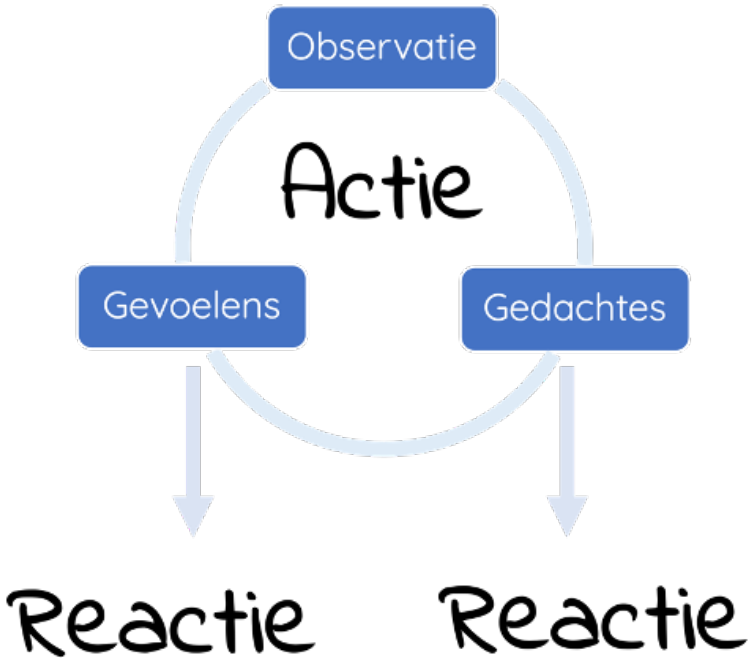 Observatie
Actie
Gevoelens
Gedachtes
Reactie
Reactie